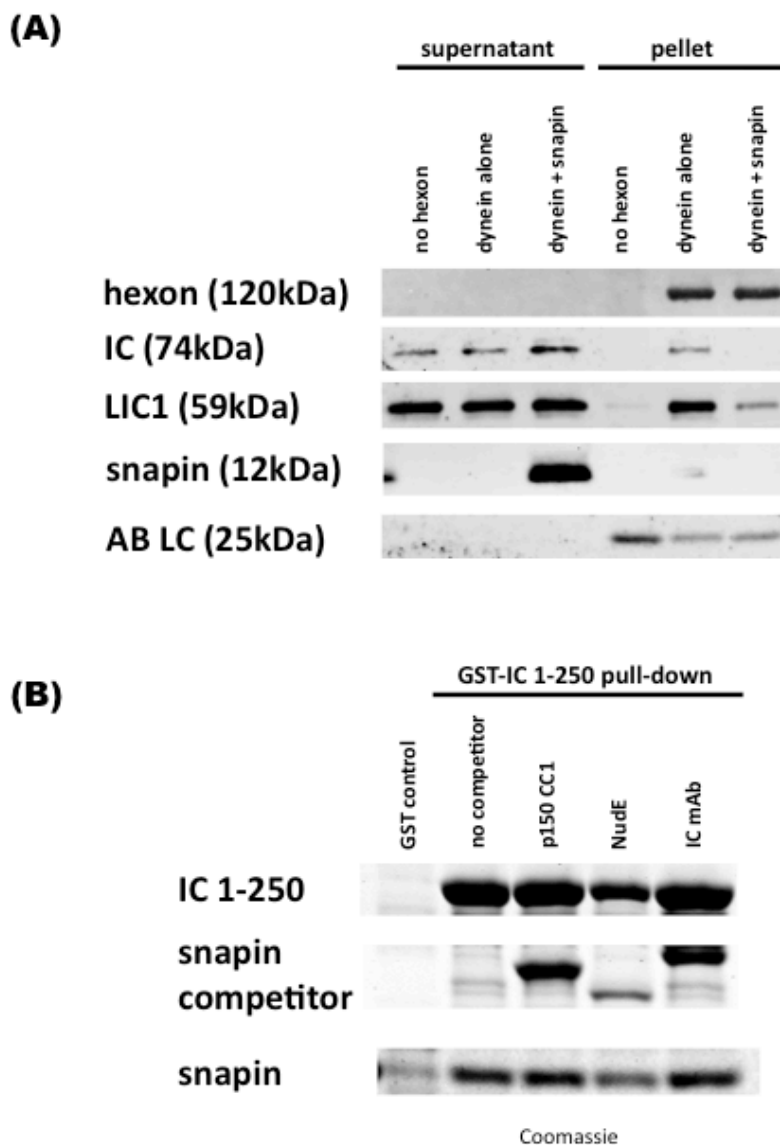 (A)
supernatant pellet
no hexon dynein alone dynein + snapin no hexon dynein alone dynein + snapin
hexon (120kDa)
IC (74kDa)
LIC1 (59kDa)
snapin (12kDa)
AB LC (25kDa)
(B)
GST-IC 1-250 pull-down
GST control no competitor p150 CC1 NudE IC mAb
IC 1-250
snapin
competitor
snapin
Coomassie